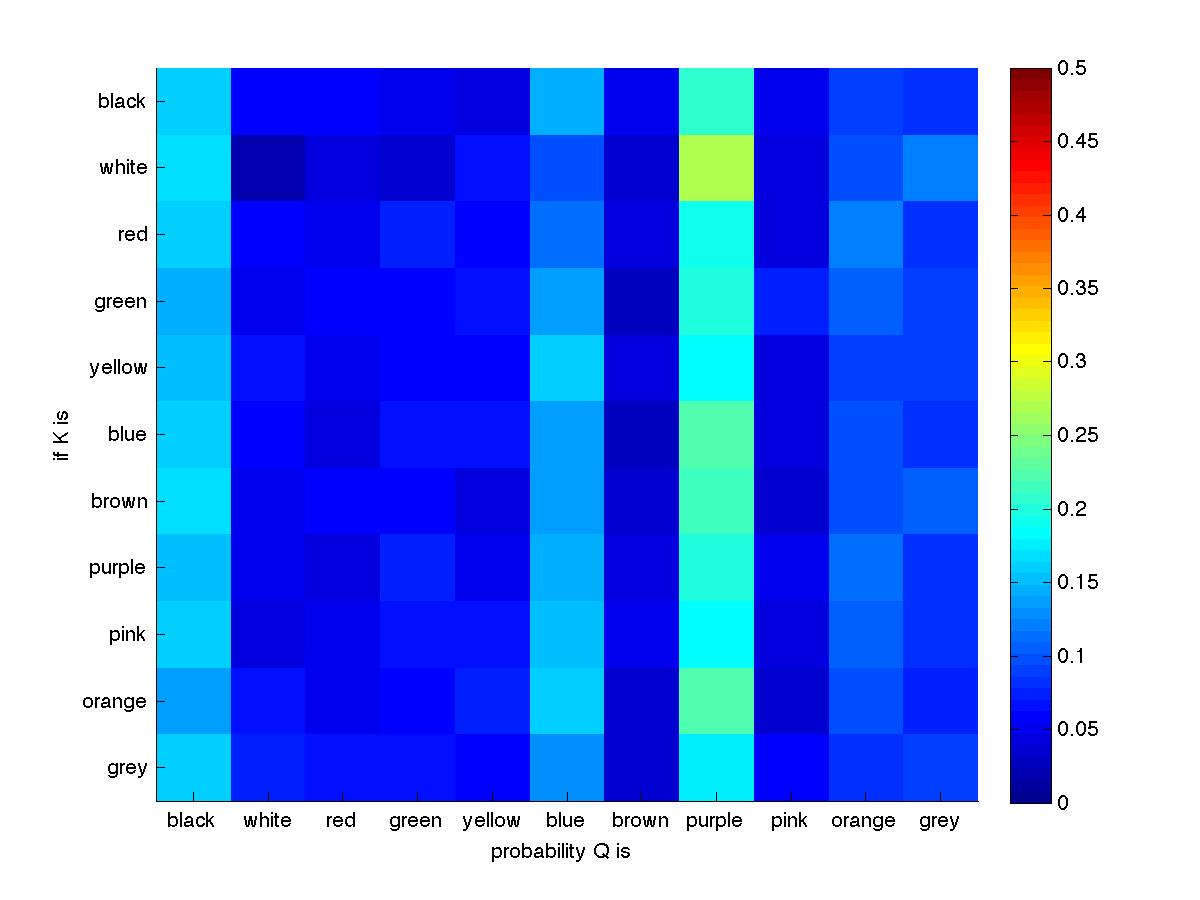 0.5
black
0.45
white
0.4
red
0.35
green
0.3
yellow
if K is
blue
0.25
brown
0.2
purple
0.15
pink
0.1
orange
0.05
grey
0
black white red green yellow blue brown purple pink orange grey
probability Q is